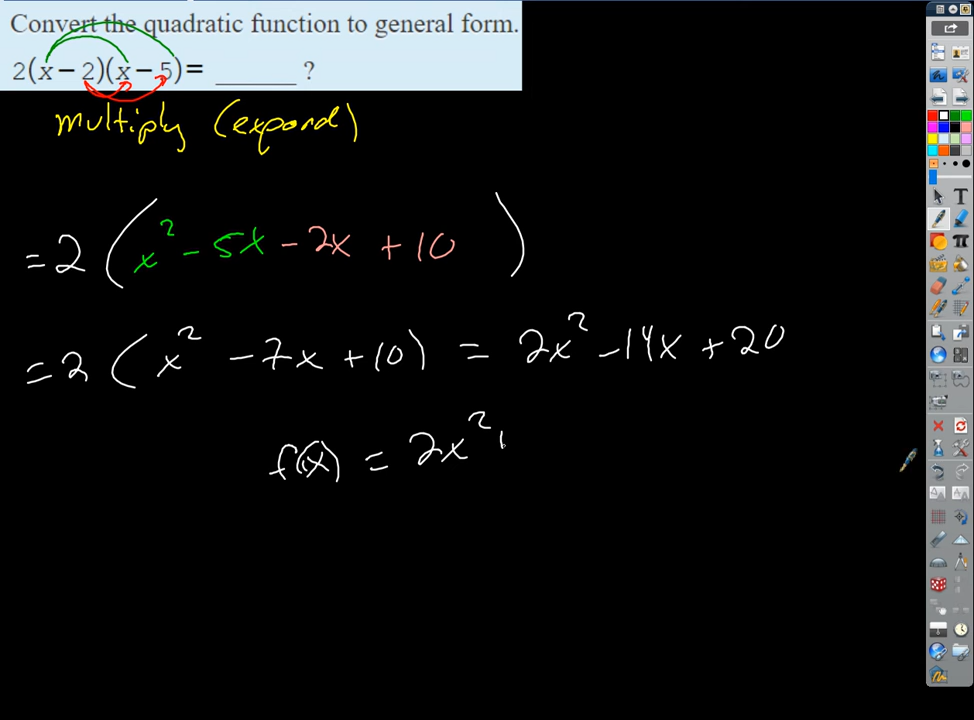 Convert the quadratic function to general form.
2(x − 2)(x − 5)= ______ ?
multiply (expand)
= 2 ( x² − 5x − 2x + 10 )
= 2 ( x² − 7x + 10 ) = 2x² − 14x + 20
f(x) = 2x²